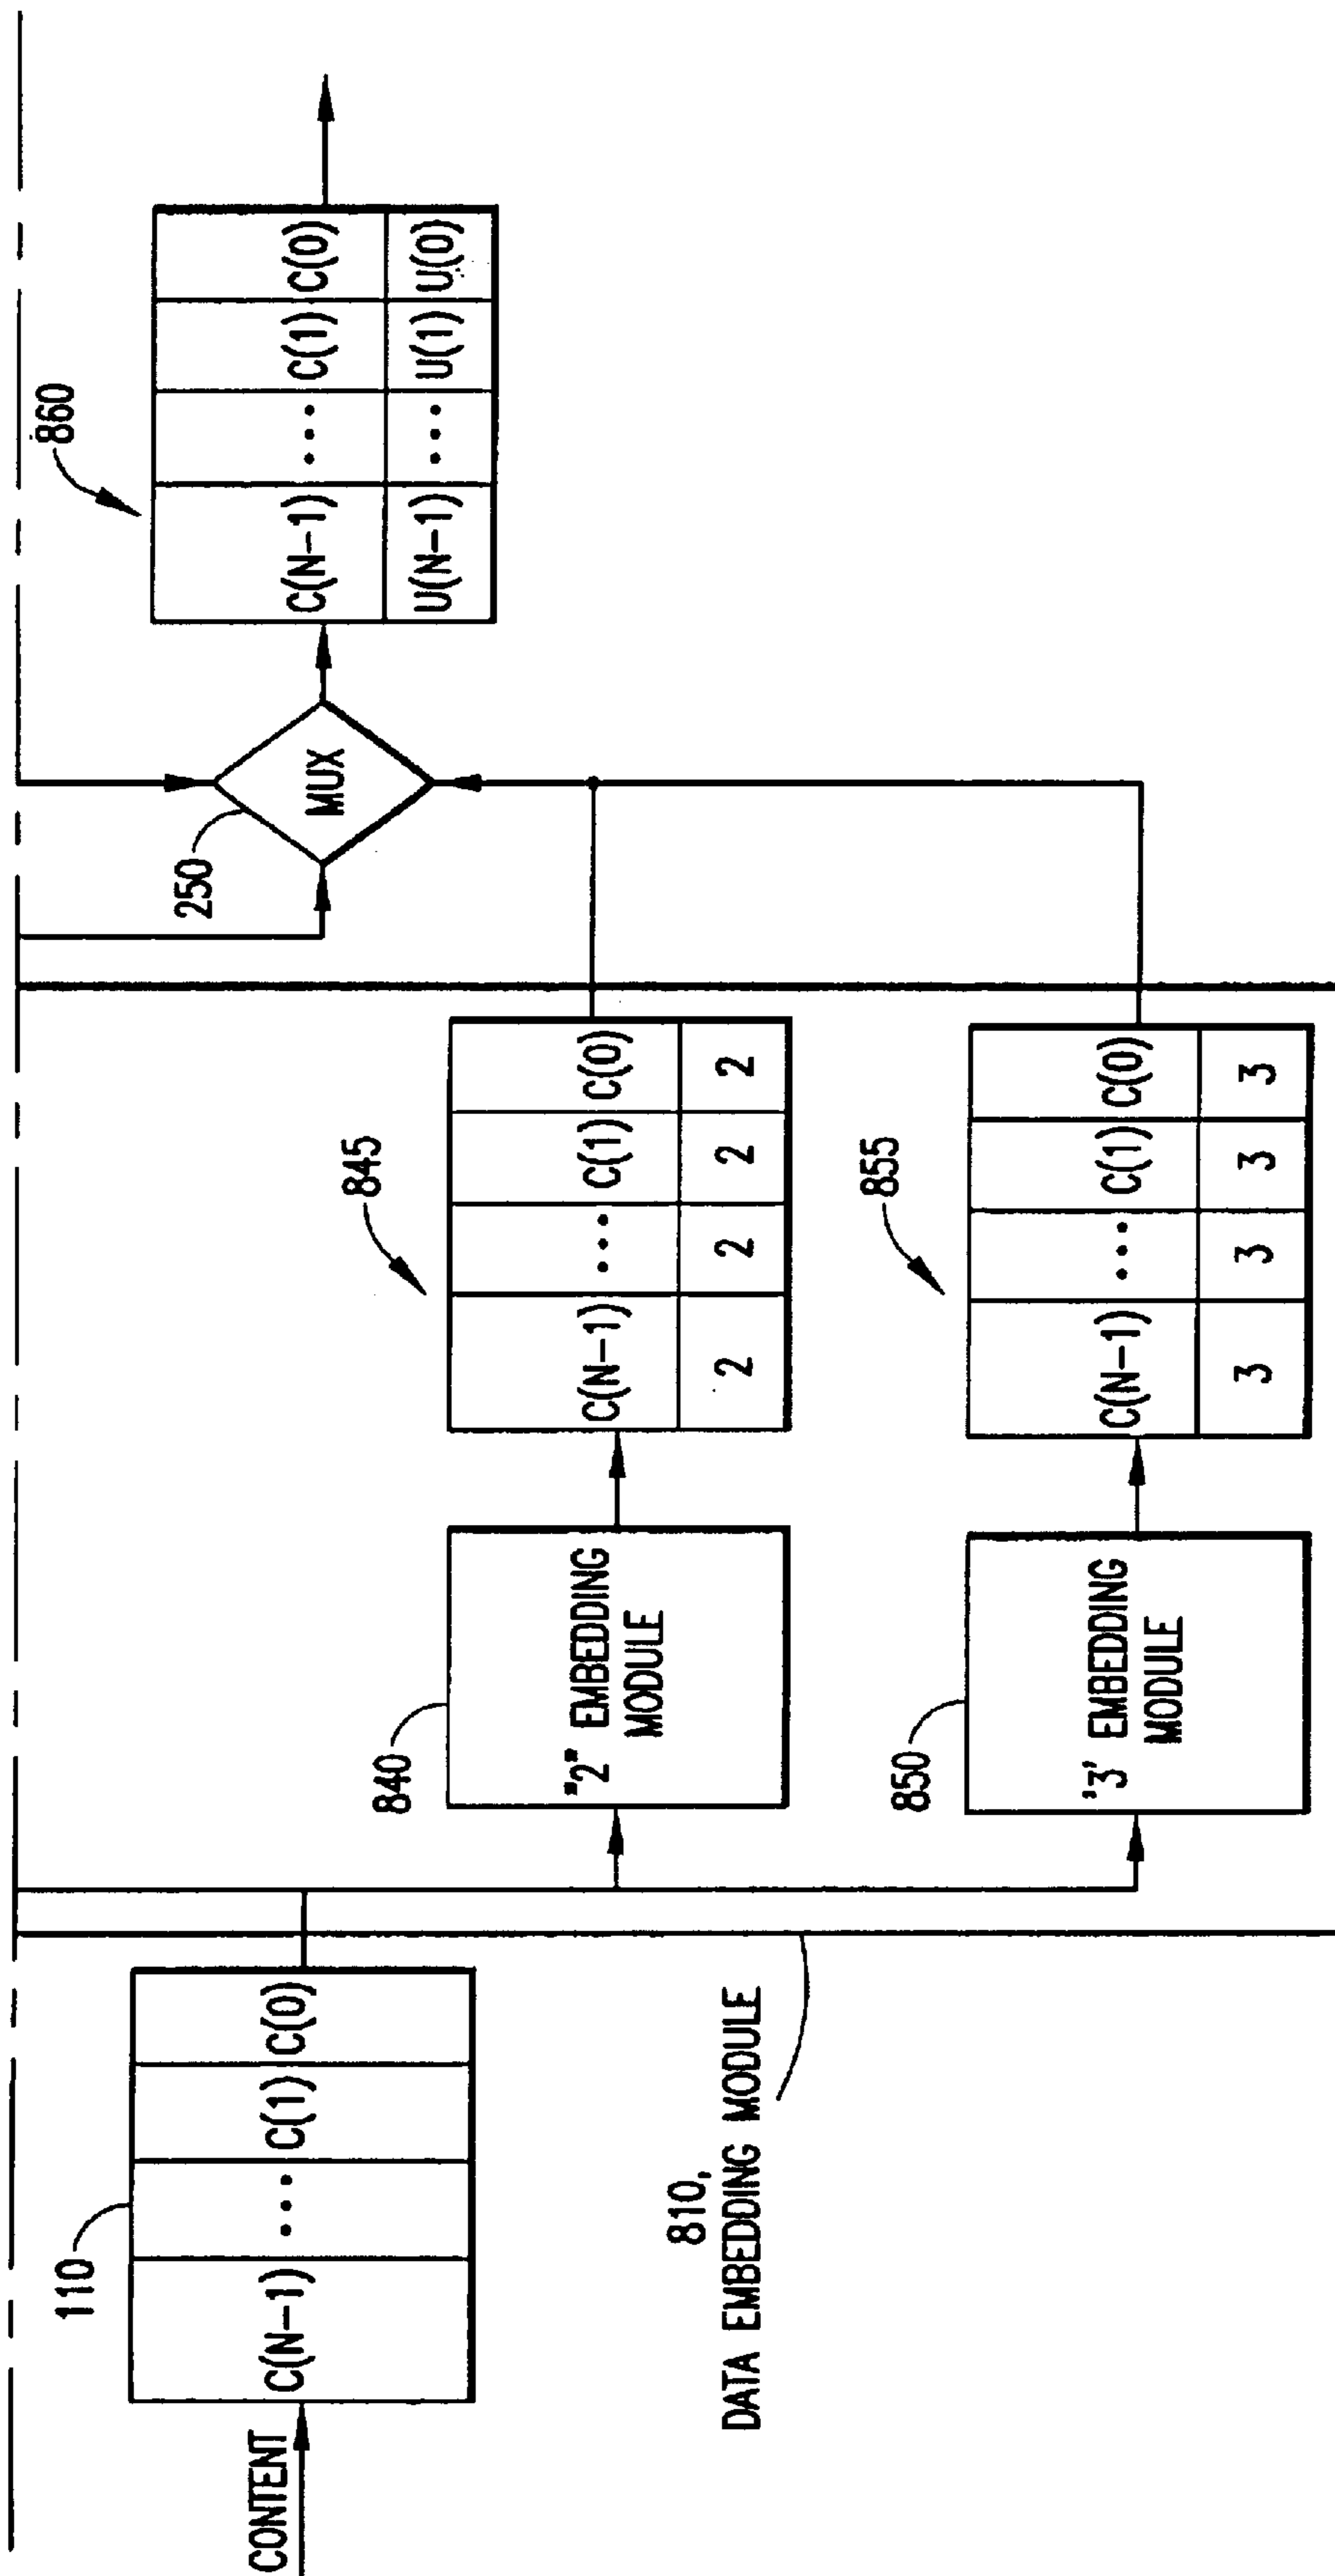 CONTENT
110
C(N-1) ... C(1) C(0)
810,
DATA EMBEDDING MODULE
840
"2" EMBEDDING
MODULE
845
C(N-1) ... C(1) C(0)
2 2 2 2
850
'3' EMBEDDING
MODULE
855
C(N-1) ... C(1) C(0)
3 3 3 3
250
MUX
860
C(N-1) ... C(1) C(0)
U(N-1) ... U(1) U(0)